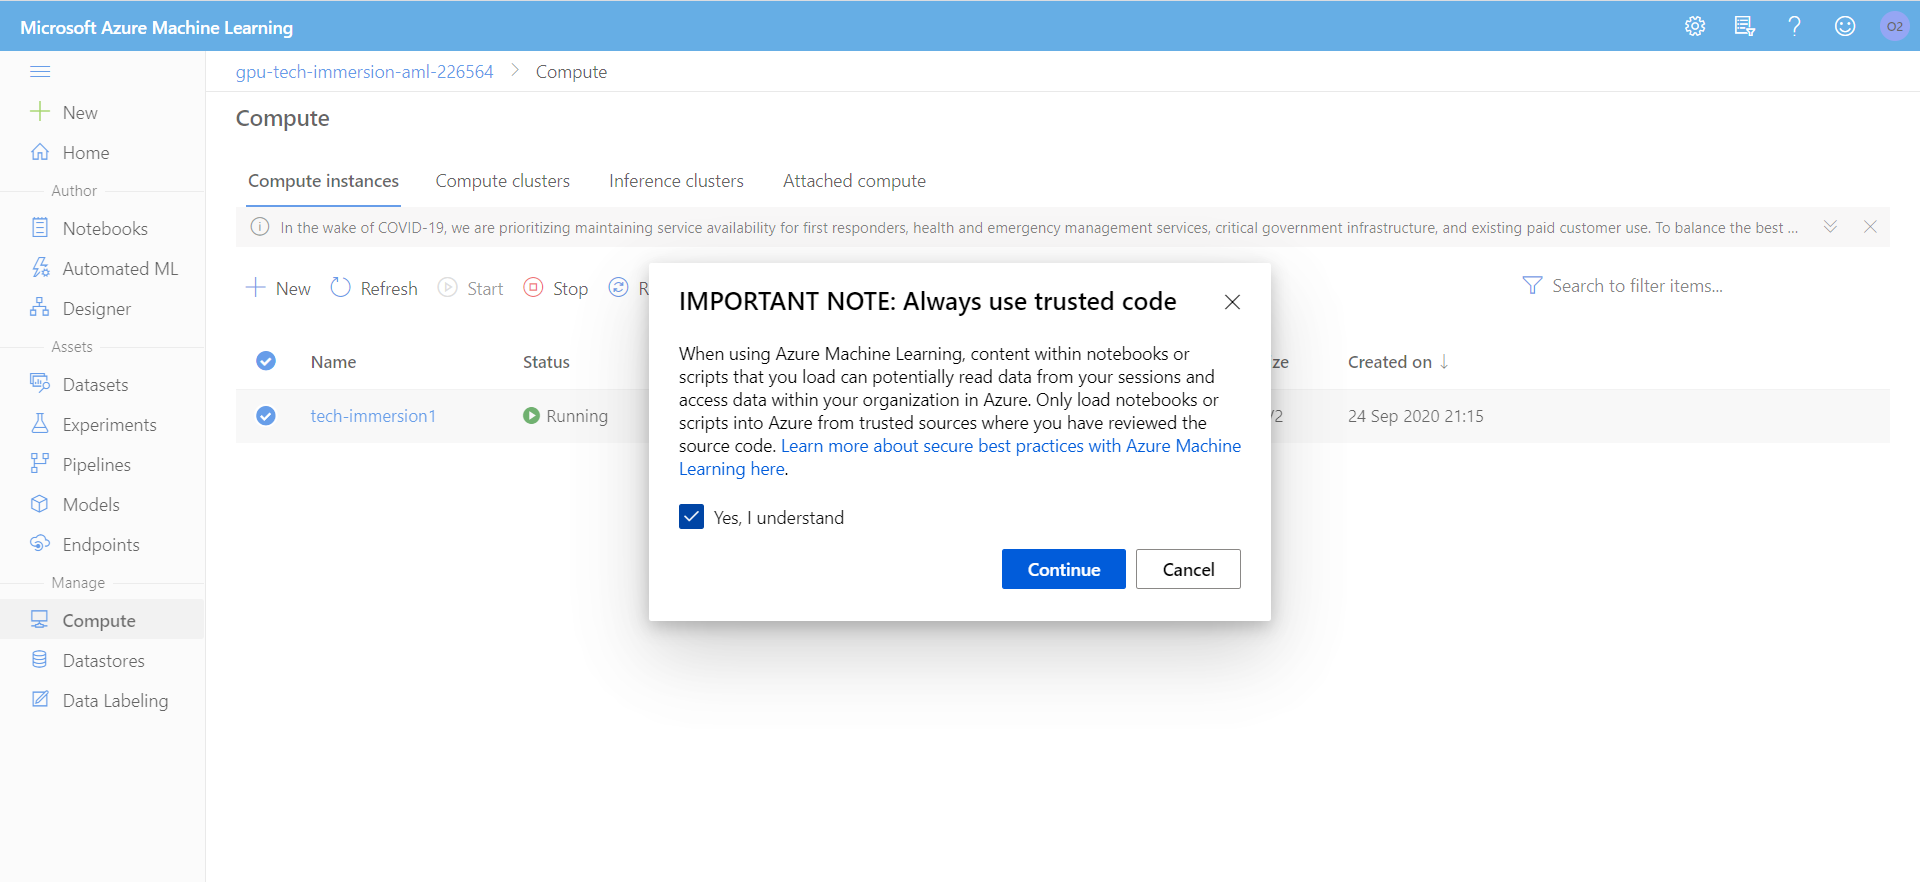 Microsoft Azure Machine Learning
O2
gpu-tech-immersion-aml-226564 > Compute
New
Home
Author
Notebooks
Automated ML
Designer
Assets
Datasets
Experiments
Pipelines
Models
Endpoints
Manage
Compute
Datastores
Data Labeling
Compute
Compute instances Compute clusters Inference clusters Attached compute
In the wake of COVID-19, we are prioritizing maintaining service availability for first responders, health and emergency management services, critical government infrastructure, and existing paid customer use. To balance the best ...
New Refresh Start Stop R
Search to filter items...
Name Status ze Created on ↓
tech-immersion1 Running /2 24 Sep 2020 21:15
IMPORTANT NOTE: Always use trusted code
When using Azure Machine Learning, content within notebooks or
scripts that you load can potentially read data from your sessions and
access data within your organization in Azure. Only load notebooks or
scripts into Azure from trusted sources where you have reviewed the
source code. Learn more about secure best practices with Azure Machine
Learning here.
Yes, I understand
Continue Cancel